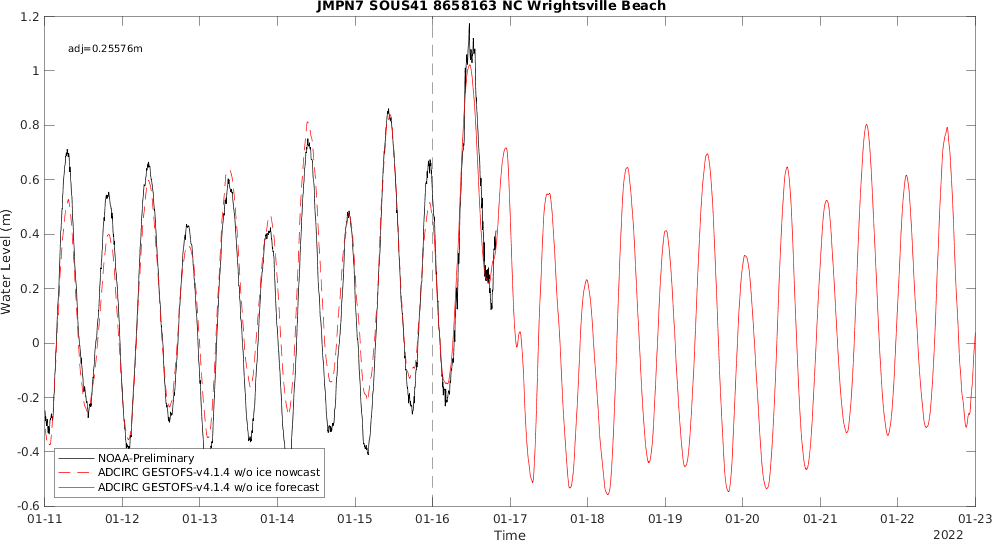 JMPN7 SOUS41 8658163 NC Wrightsville Beach
adj=0.25576m
Water Level (m)
1.2
1
0.8
0.6
0.4
0.2
0
-0.2
-0.4
-0.6
NOAA-Preliminary
ADCIRC GESTOFS-v4.1.4 w/o ice nowcast
ADCIRC GESTOFS-v4.1.4 w/o ice forecast
01-11 01-12 01-13 01-14 01-15 01-16 01-17 01-18 01-19 01-20 01-21 01-22 01-23
Time
2022